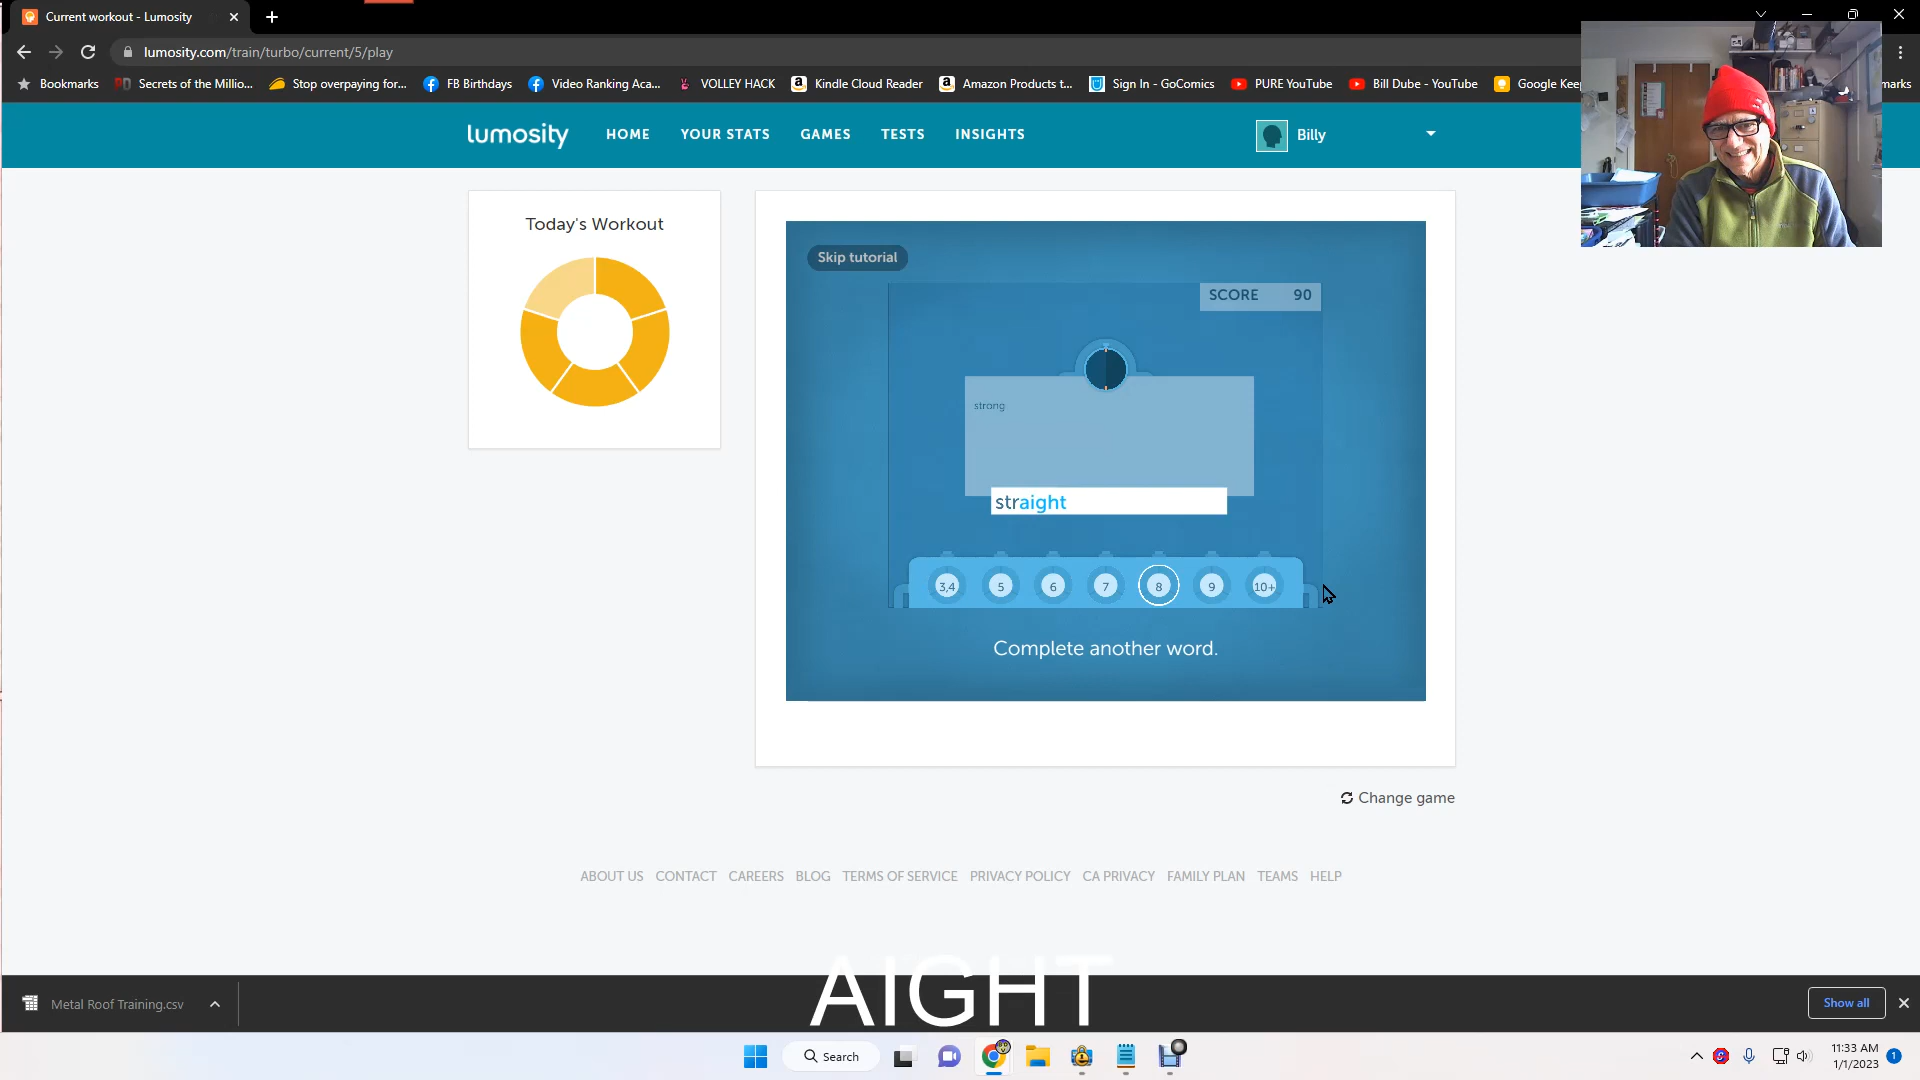 Current workout - Lumosity
lumosity.com/train/turbo/current/5/play
Bookmarks Secrets of the Millio... Stop overpaying for... FB Birthdays Video Ranking Aca... VOLLEY HACK Kindle Cloud Reader Amazon Products t... Sign In - GoComics PURE YouTube Bill Dube - YouTube Google Keep marks
lumosity HOME YOUR STATS GAMES TESTS INSIGHTS Billy
Today's Workout
Skip tutorial
SCORE 90
strong
straight
3,4 5 6 7 8 9 10+
Complete another word.
Change game
ABOUT US CONTACT CAREERS BLOG TERMS OF SERVICE PRIVACY POLICY CA PRIVACY FAMILY PLAN TEAMS HELP
AIGHT
Metal Roof Training.csv Show all
Search
11:33 AM
1/1/2023 1